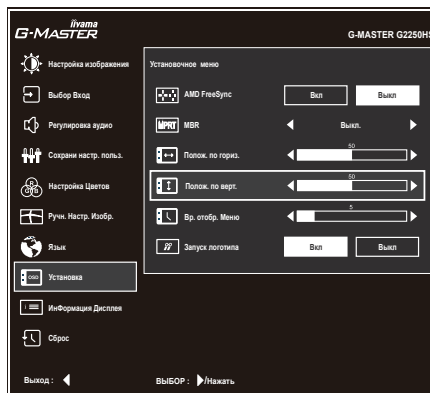 iiyama
G-MASTER
G-MASTER G2250HS
Настройка изображения
Выбор Вход
Регулировка аудио
Сохрани настр. польз.
R
G B
Настройка Цветов
Ручн. Настр. Изобр.
Язык
OSD Установка
ИнФормация Дисплея
Сброс
Установочное меню
AMD FreeSync Вкл Выкл
MPRT MBR Выкл.
Полож. по гориз. 50
Полож. по верт. 50
Вр. отобр. Меню 5
Запуск логотипа Вкл Выкл
Выход :
ВЫБОР : /Нажать